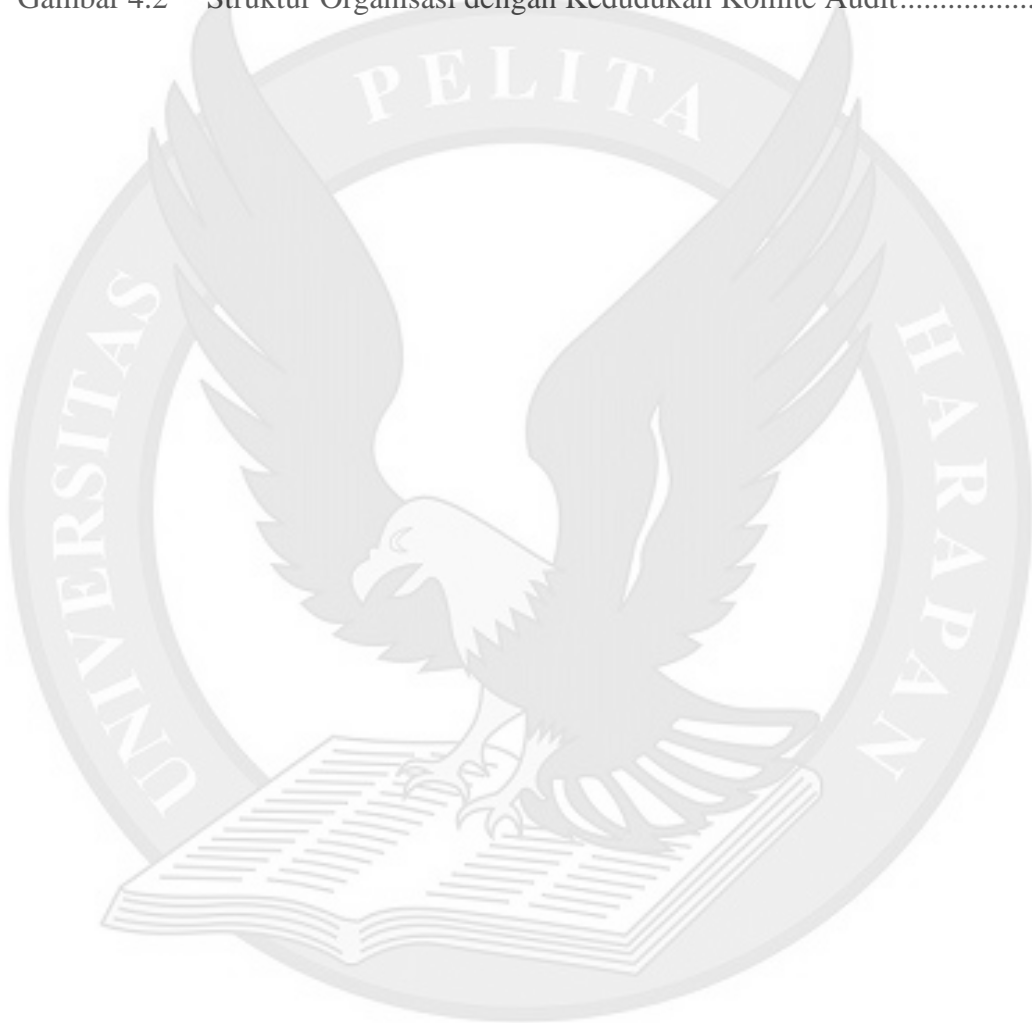 Gambar 4.2 Struktur Organisasi dengan Kedudukan Komite Audit................
UNIVERSITAS PELITA HARAPAN